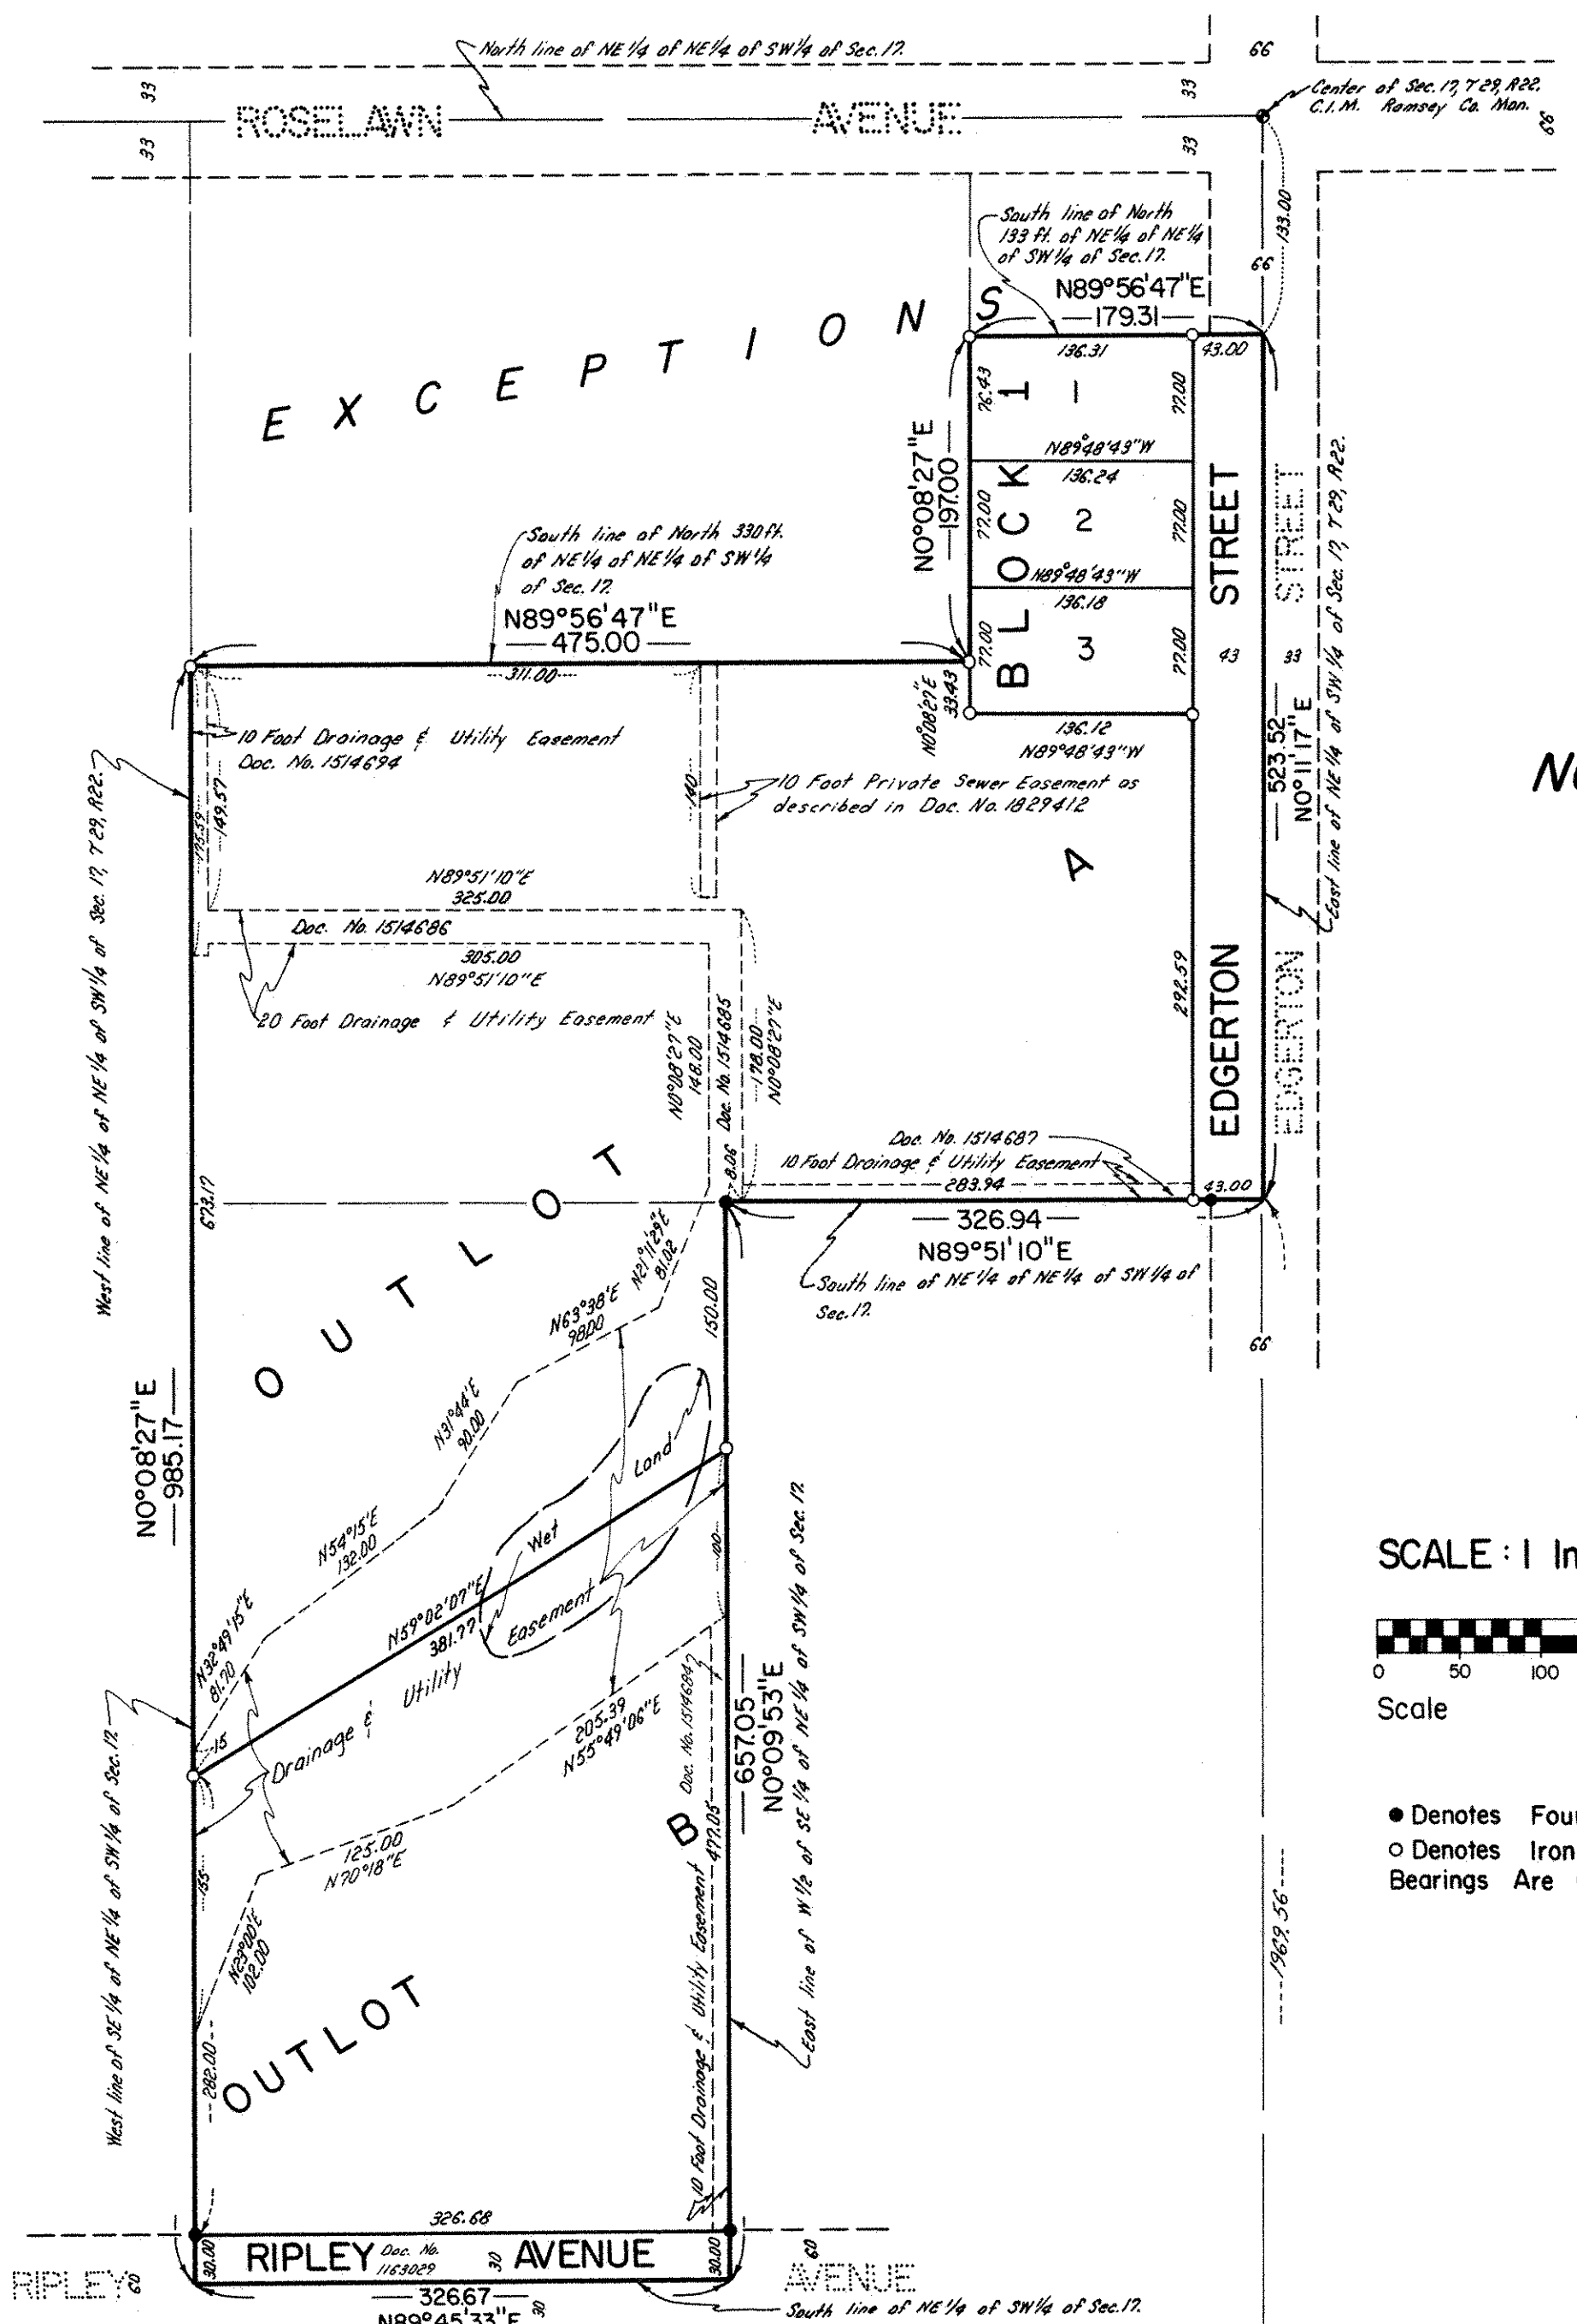 North line of NE 1/4 of NE 1/4 of SW 1/4 of Sec. 17.
66
33
33
ROSELAWN AVENUE
33
33
Center of Sec. 17, T 29, R22.
C.I.M. Ramsey Co. Mon.
66
133.00
66
South line of North
133 ft. of NE 1/4 of NE 1/4
of SW 1/4 of Sec. 17.
N89°56'47"E
179.31
EXCEPTIONS
136.31
43.00
76.43
1
77.00
N89°48'43"W
N0°08'27"E
197.00
BLOCK 1
136.24
77.00
2
77.00
N89°48'43"W
136.18
77.00
3
77.00
43
33
STREET
STREET
South line of North 330 ft.
of NE 1/4 of NE 1/4 of SW 1/4
of Sec. 17.
N89°56'47"E
475.00
311.00
N0°08'27"E
33.43
136.12
N89°48'43"W
East line of NE 1/4 of SW 1/4 of Sec. 17, T 29, R22.
523.52
N0°11'17"E
10 Foot Drainage & Utility Easement
Doc. No. 1514694
10 Foot Private Sewer Easement as
described in Doc. No. 1829412
140
175.59
149.57
West line of NE 1/4 of NE 1/4 of SW 1/4 of Sec. 17, T 29, R22.
A
N89°51'10"E
325.00
Doc. No. 1514686
305.00
N89°51'10"E
20 Foot Drainage & Utility Easement
N0°08'27"E
148.00
Doc. No. 1514685
178.00
N0°08'27"E
292.59
EDGERTON
EDGERTON
Doc. No. 1514687
10 Foot Drainage & Utility Easement
283.94
43.00
8.06
326.94
N89°51'10"E
South line of NE 1/4 of NE 1/4 of SW 1/4 of
Sec. 17.
66
673.17
OUTLOT
N21°11'29"E
81.02
N63°38'E
98.00
150.00
N31°44'E
90.00
N0°08'27"E
985.17
N54°15'E
132.00
Wet Land
N59°02'07"E
381.77
N32°49'15"E
81.70
15
Drainage & Utility Easement
100
205.39
N55°49'06"E
Doc. No. 1514684
657.05
N0°09'53"E
East line of W 1/2 of SE 1/4 of NE 1/4 of SW 1/4 of Sec. 17.
SCALE : 1 In
0 50 100
Scale
● Denotes Fou
○ Denotes Iron
Bearings Are
West line of SE 1/4 of NE 1/4 of SW 1/4 of Sec. 17.
B
477.05
125.00
N70°18'E
155
N29°00'E
102.00
1969.56
OUTLOT
282.00
10 Foot Drainage & Utility Easement
326.68
30.00
RIPLEY AVENUE
Doc. No.
1163029
30
30.00
60
RIPLEY
60
AVENUE
326.67
N89°45'33"E
30
South line of NE 1/4 of SW 1/4 of Sec. 17.